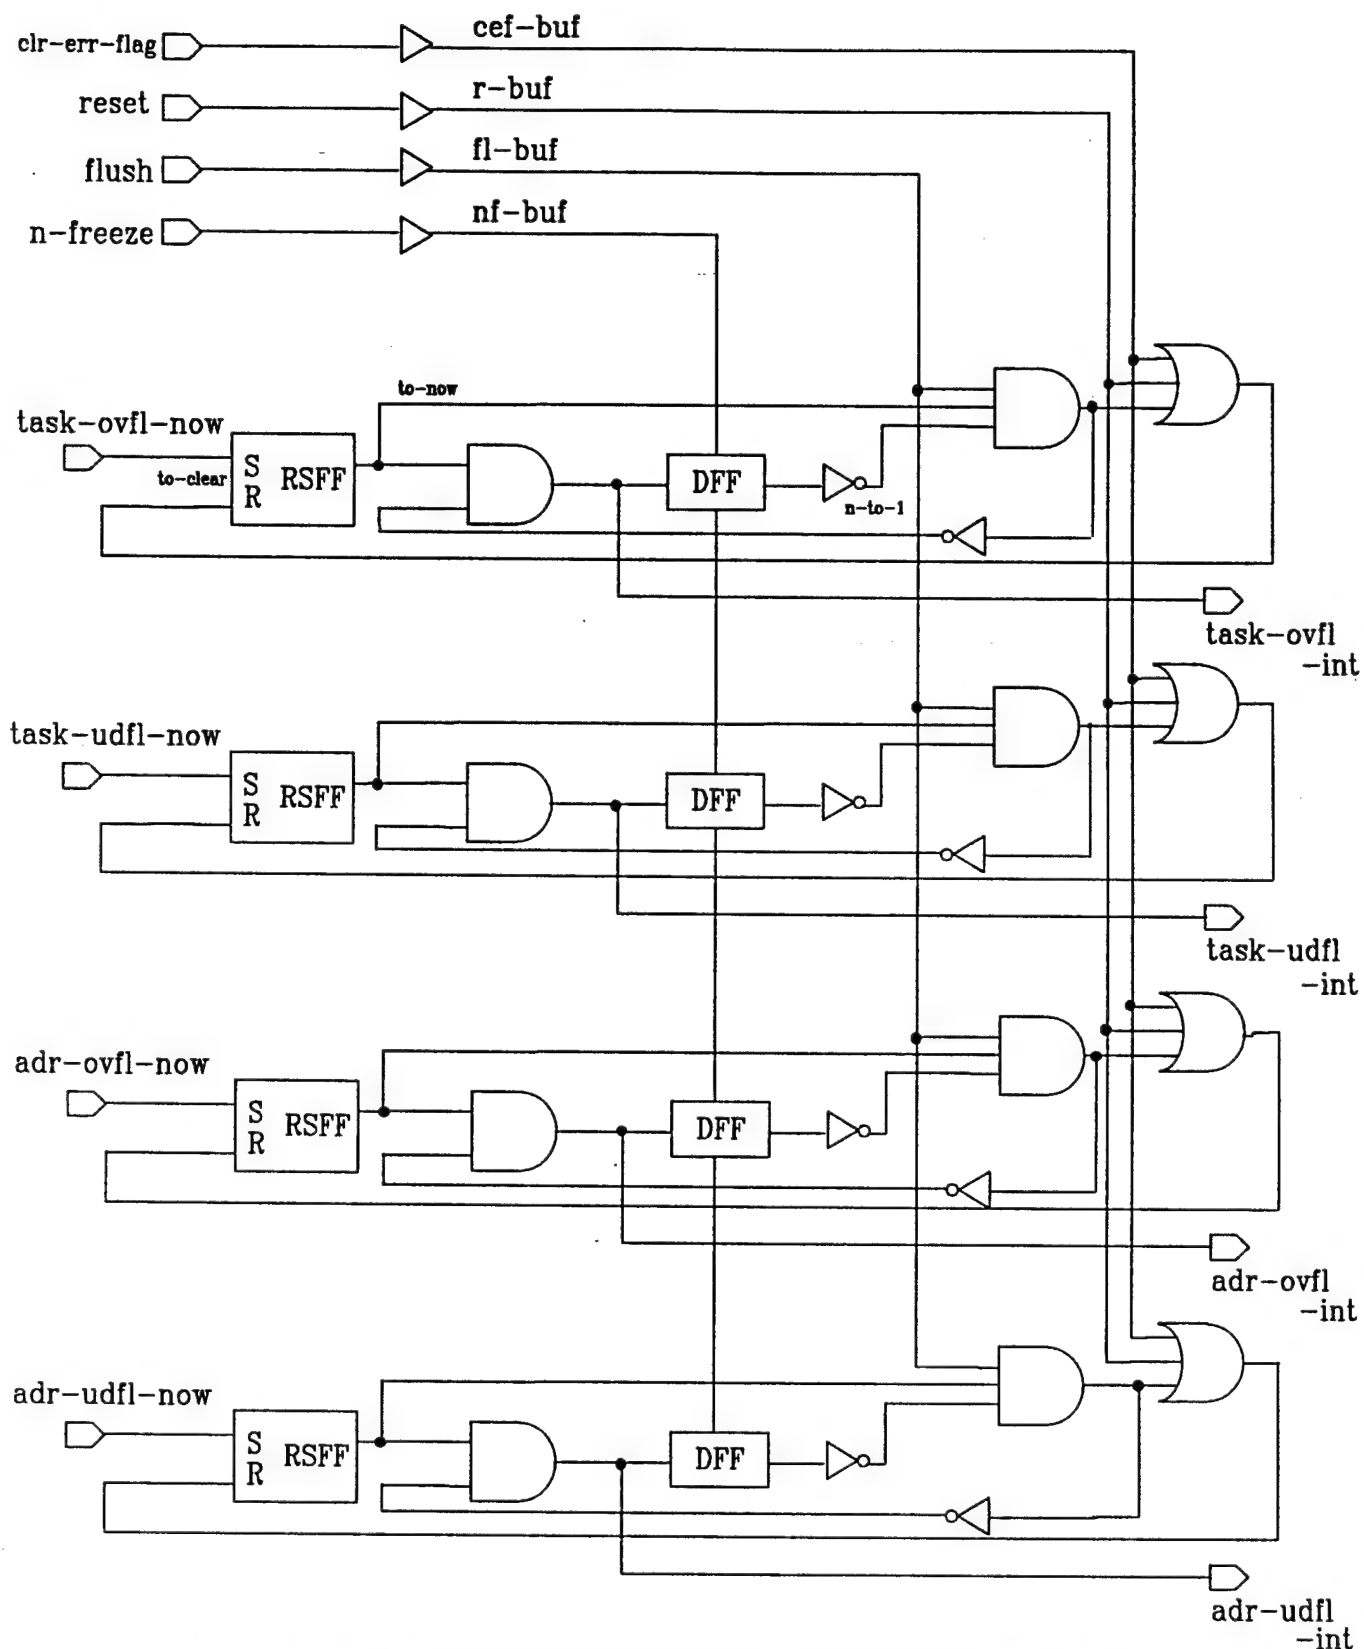 clr-err-flag
cef-buf
reset
r-buf
flush
fl-buf
n-freeze
nf-buf
to-now
task-ovfl-now
to-clear
S
R
RSFF
DFF
n-to-1
task-ovfl
-int
task-udfl-now
S
R
RSFF
DFF
task-udfl
-int
adr-ovfl-now
S
R
RSFF
DFF
adr-ovfl
-int
adr-udfl-now
S
R
RSFF
DFF
adr-udfl
-int